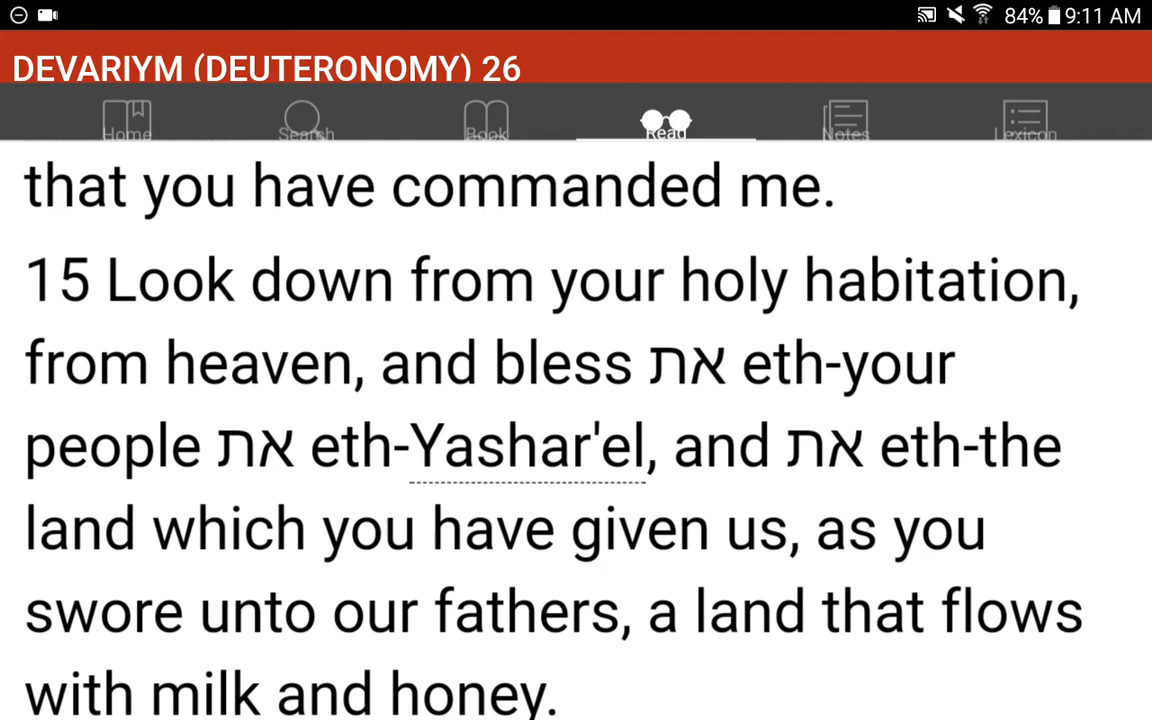 84% 9:11 AM
DEVARIYM (DEUTERONOMY) 26
Home Search Book Read Notes Lexicon
that you have commanded me.
15 Look down from your holy habitation,
from heaven, and bless את eth-your
people את eth-Yashar'el, and את eth-the
land which you have given us, as you
swore unto our fathers, a land that flows
with milk and honey.